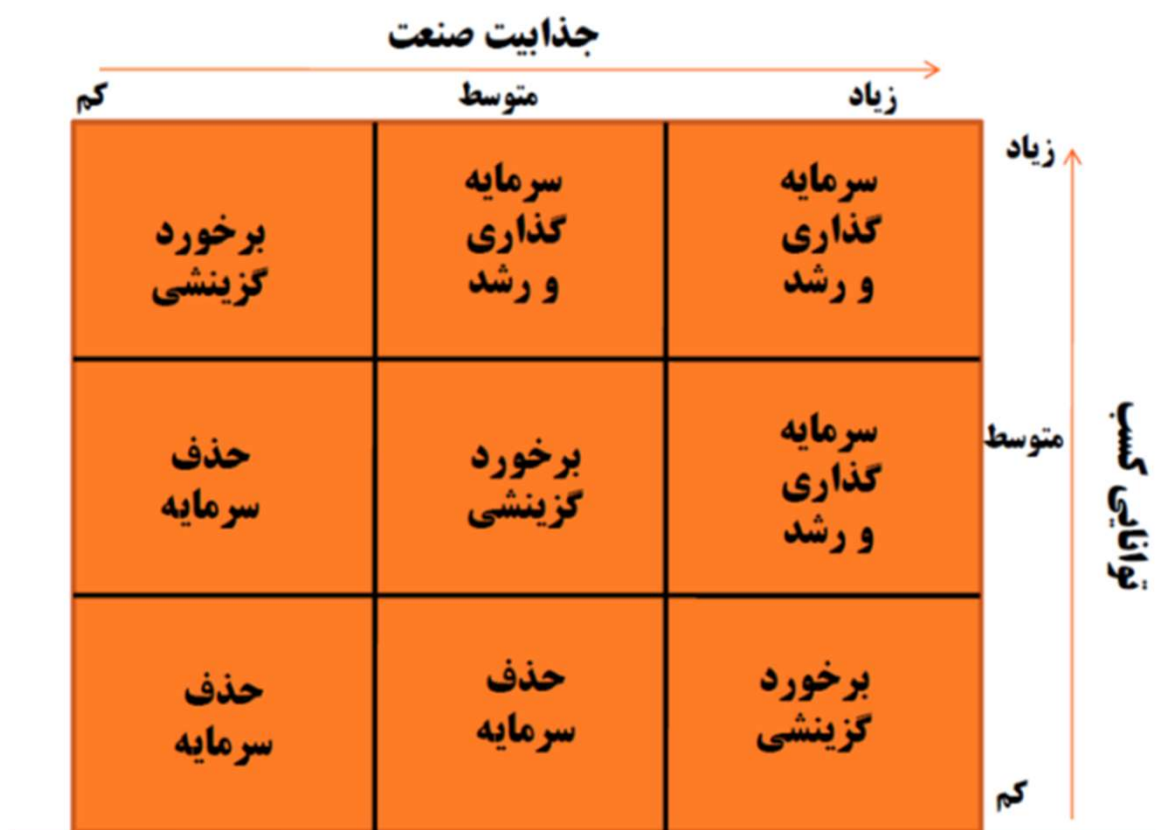 جذابیت صنعت
زیاد
متوسط
کم
زیاد
سرمایه
گذاری
و رشد
سرمایه
گذاری
و رشد
برخورد
گزینشی
متوسط
سرمایه
گذاری
و رشد
برخورد
گزینشی
حذف
سرمایه
کم
برخورد
گزینشی
حذف
سرمایه
حذف
سرمایه
توانایی کسب